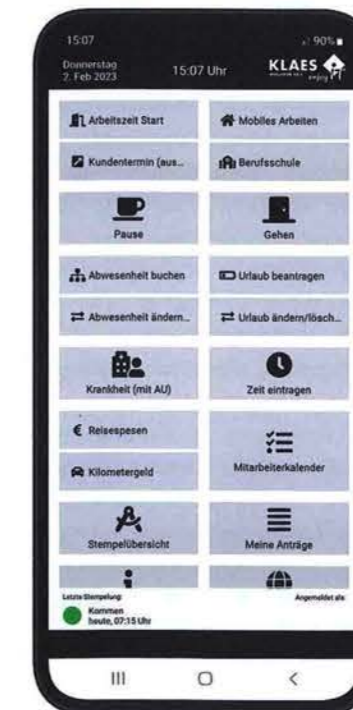 15:07
90%
Donnerstag
2. Feb 2023
15:07 Uhr
KLAES
Arbeitszeit Start
Mobiles Arbeiten
Kundentermin (aus...
Berufsschule
Pause
Gehen
Abwesenheit buchen
Urlaub beantragen
Abwesenheit ändern...
Urlaub ändern/lösch...
Krankheit (mit AU)
Zeit eintragen
€ Reisespesen
Kilometergeld
Mitarbeiterkalender
Stempelübersicht
Meine Anträge
Letzte Stempelung:
Angemeldet als:
Kommen
heute, 07:15 Uhr